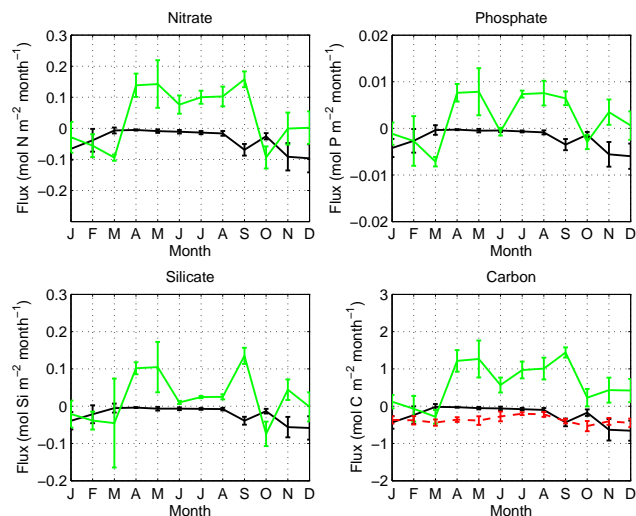 Nitrate
Flux (mol N m−2 month−1)
0.3
0.2
0.1
0
−0.1
−0.2
J F M A M J J A S O N D
Month
Phosphate
Flux (mol P m−2 month−1)
0.02
0.01
0
−0.01
−0.02
J F M A M J J A S O N D
Month
Silicate
Flux (mol Si m−2 month−1)
0.3
0.2
0.1
0
−0.1
−0.2
J F M A M J J A S O N D
Month
Carbon
Flux (mol C m−2 month−1)
3
2
1
0
−1
−2
J F M A M J J A S O N D
Month